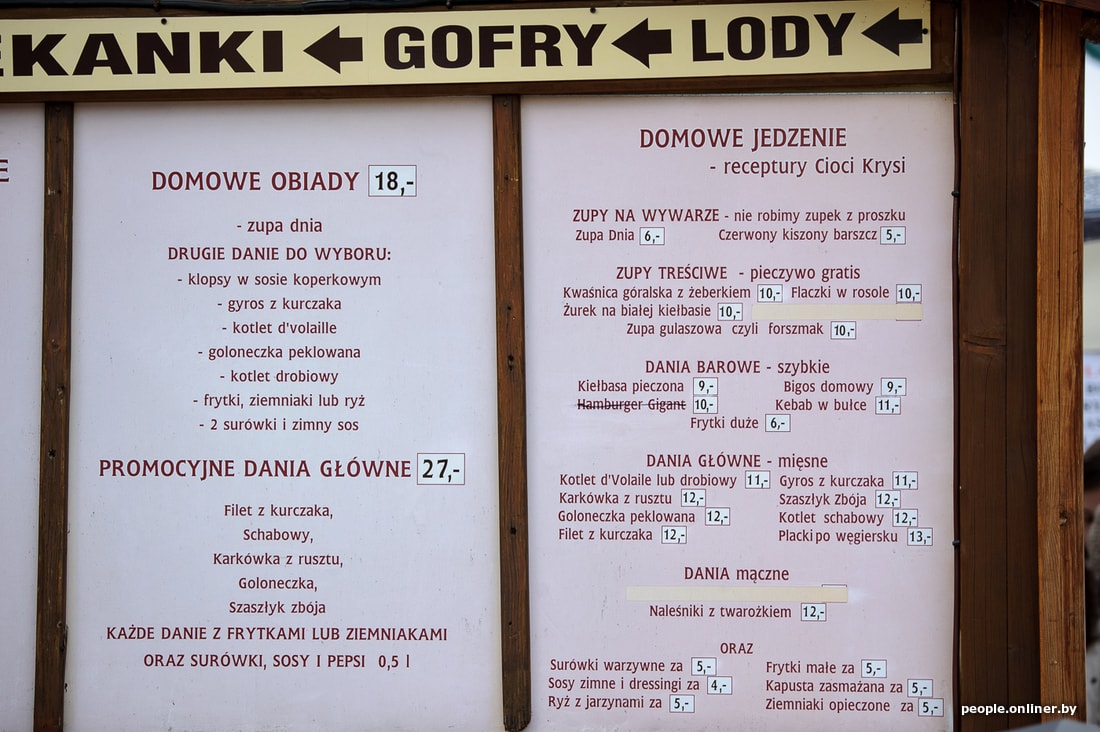 EKANKI GOFRY LODY
E
DOMOWE OBIADY 18,-
- zupa dnia
DRUGIE DANIE DO WYBORU:
- klopsy w sosie koperkowym
- gyros z kurczaka
- kotlet d'volaille
- goloneczka peklowana
- kotlet drobiowy
- frytki, ziemniaki lub ryż
- 2 surówki i zimny sos
PROMOCYJNE DANIA GŁÓWNE 27,-
Filet z kurczaka,
Schabowy,
Karkówka z rusztu,
Goloneczka,
Szaszłyk zbója
KAŻDE DANIE Z FRYTKAMI LUB ZIEMNIAKAMI
ORAZ SURÓWKI, SOSY I PEPSI 0,5 l
DOMOWE JEDZENIE
- receptury Cioci Krysi
ZUPY NA WYWARZE - nie robimy zupek z proszku
Zupa Dnia 6,- Czerwony kiszony barszcz 5,-
ZUPY TREŚCIWE - pieczywo gratis
Kwaśnica góralska z żeberkiem 10,- Flaczki w rosole 10,-
Żurek na białej kiełbasie 10,-
Zupa gulaszowa czyli forszmak 10,-
DANIA BAROWE - szybkie
Kiełbasa pieczona 9,- Bigos domowy 9,-
Hamburger Gigant 10,- Kebab w bułce 11,-
Frytki duże 6,-
DANIA GŁÓWNE - mięsne
Kotlet d'Volaile lub drobiowy 11,- Gyros z kurczaka 11,-
Karkówka z rusztu 12,- Szaszłyk Zbója 12,-
Goloneczka peklowana 12,- Kotlet schabowy 12,-
Filet z kurczaka 12,- Placki po węgiersku 13,-
DANIA mączne
Naleśniki z twarożkiem 12,-
ORAZ
Surówki warzywne za 5,- Frytki małe za 5,-
Sosy zimne i dressingi za 4,- Kapusta zasmażana za 5,-
Ryż z jarzynami za 5,- Ziemniaki opieczone za 5,-
people.onliner.by